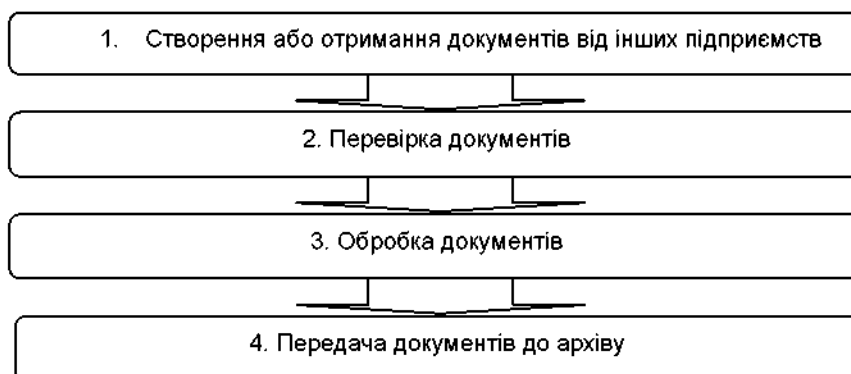 1. Створення або отримання документів від інших підприємств
2. Перевірка документів
3. Обробка документів
4. Передача документів до архіву